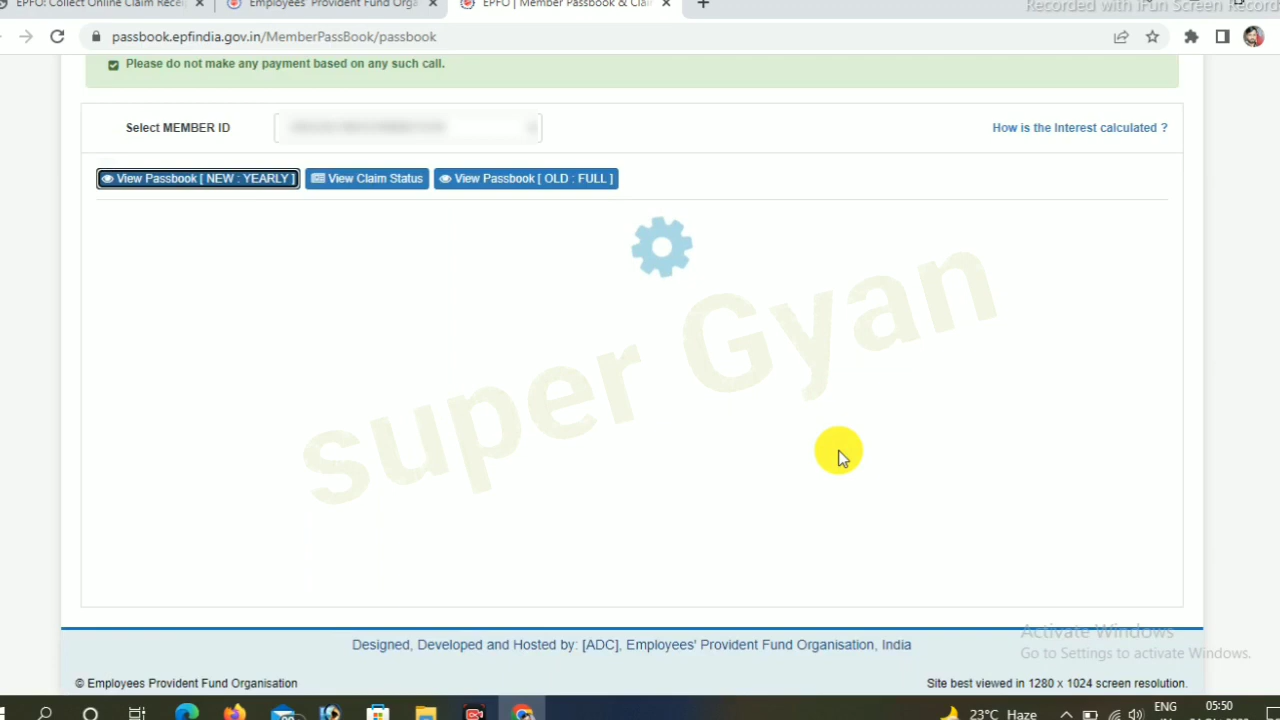 EPFO: Collect Online Claim Recei
Employees' Provident Fund Orga
EPFO | Member Passbook & Clai
Recorded with iFun Screen Record
passbook.epfindia.gov.in/MemberPassBook/passbook
Please do not make any payment based on any such call.
Select MEMBER ID
How is the Interest calculated ?
View Passbook [ NEW : YEARLY ]
View Claim Status
View Passbook [ OLD : FULL ]
super Gyan
Activate Windows
Go to Settings to activate Windows.
Designed, Developed and Hosted by: [ADC], Employees' Provident Fund Organisation, India
© Employees Provident Fund Organisation
Site best viewed in 1280 x 1024 screen resolution.
23°C Haze
ENG
05:50